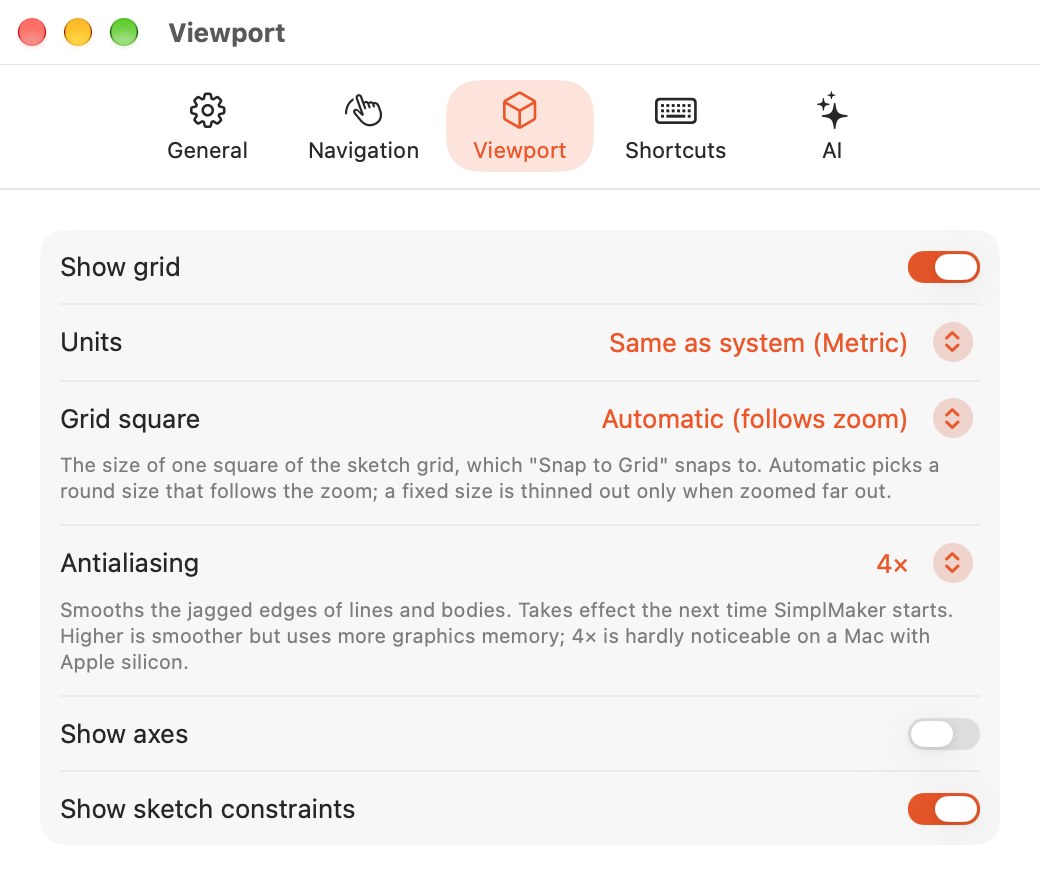 Viewport
General
Navigation
Viewport
Shortcuts
AI
Show grid
Units
Same as system (Metric)
Grid square
Automatic (follows zoom)
The size of one square of the sketch grid, which "Snap to Grid" snaps to. Automatic picks a
round size that follows the zoom; a fixed size is thinned out only when zoomed far out.
Antialiasing
4×
Smooths the jagged edges of lines and bodies. Takes effect the next time SimplMaker starts.
Higher is smoother but uses more graphics memory; 4× is hardly noticeable on a Mac with
Apple silicon.
Show axes
Show sketch constraints